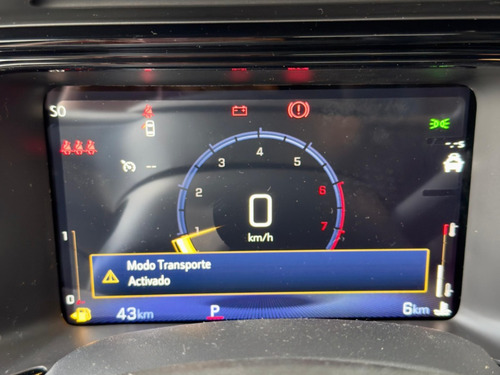 SO
-.-s
--
2
3
4
5
6
7
0
km/h
1
0
Modo Transporte
Activado
43km
P
6km